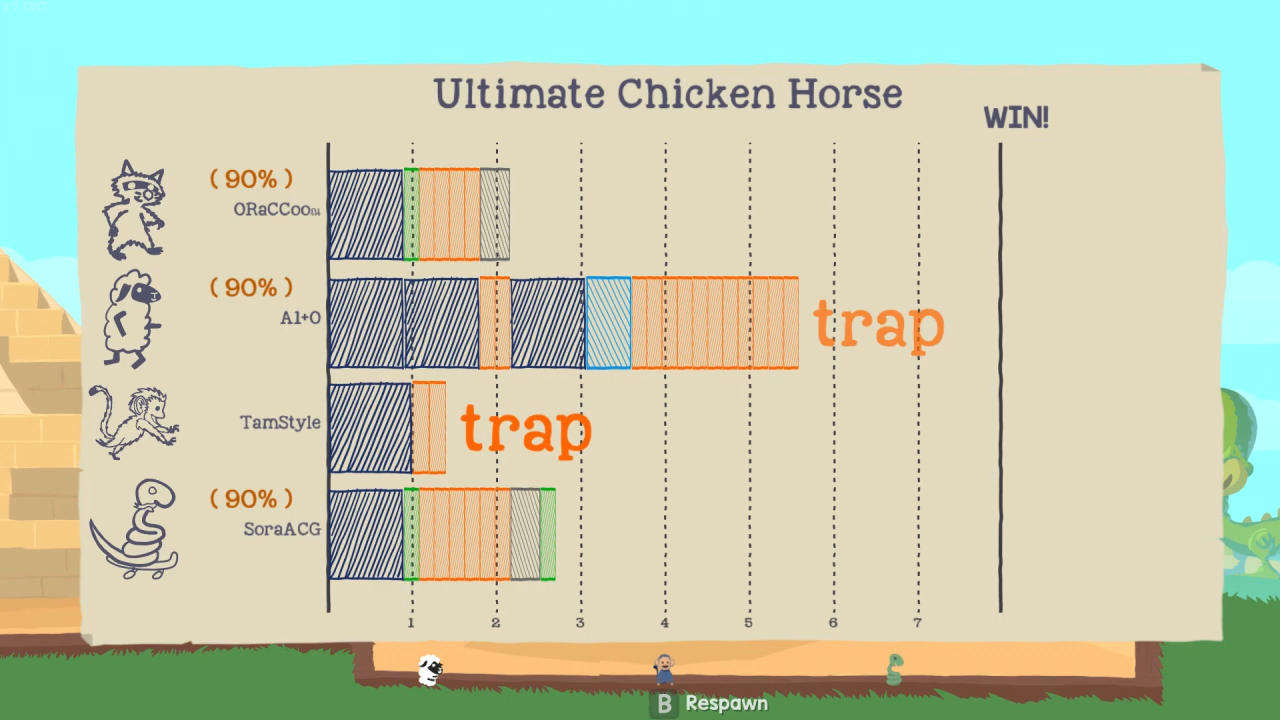 Ultimate Chicken Horse
WIN!
( 90% )
ORaCCoon
( 90% )
A1+O
trap
TamStyle
trap
( 90% )
SoraACG
1 2 3 4 5 6 7
B Respawn